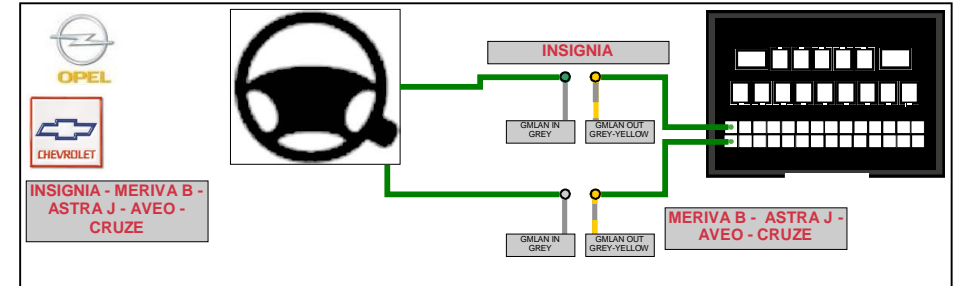 OPEL
CHEVROLET
INSIGNIA - MERIVA B -
ASTRA J - AVEO -
CRUZE
INSIGNIA
GMLAN IN
GREY
GMLAN OUT
GREY-YELLOW
GMLAN IN
GREY
GMLAN OUT
GREY-YELLOW
MERIVA B - ASTRA J -
AVEO - CRUZE